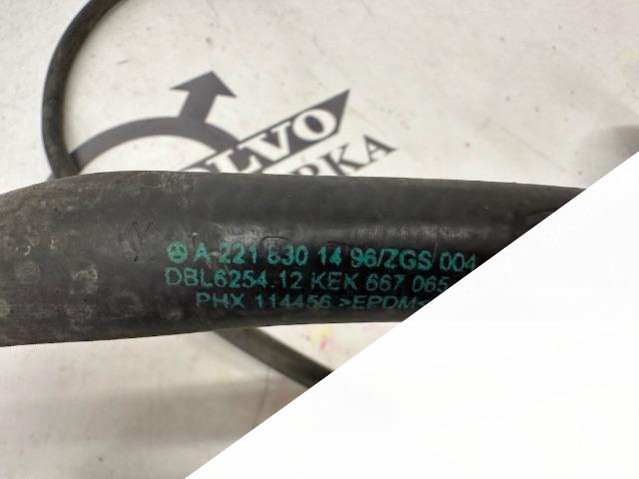 VOLVO
A-221 830 14 96/ZGS 004
DBL6254.12 KEK 667 065
PHX 114456 >EPDM<